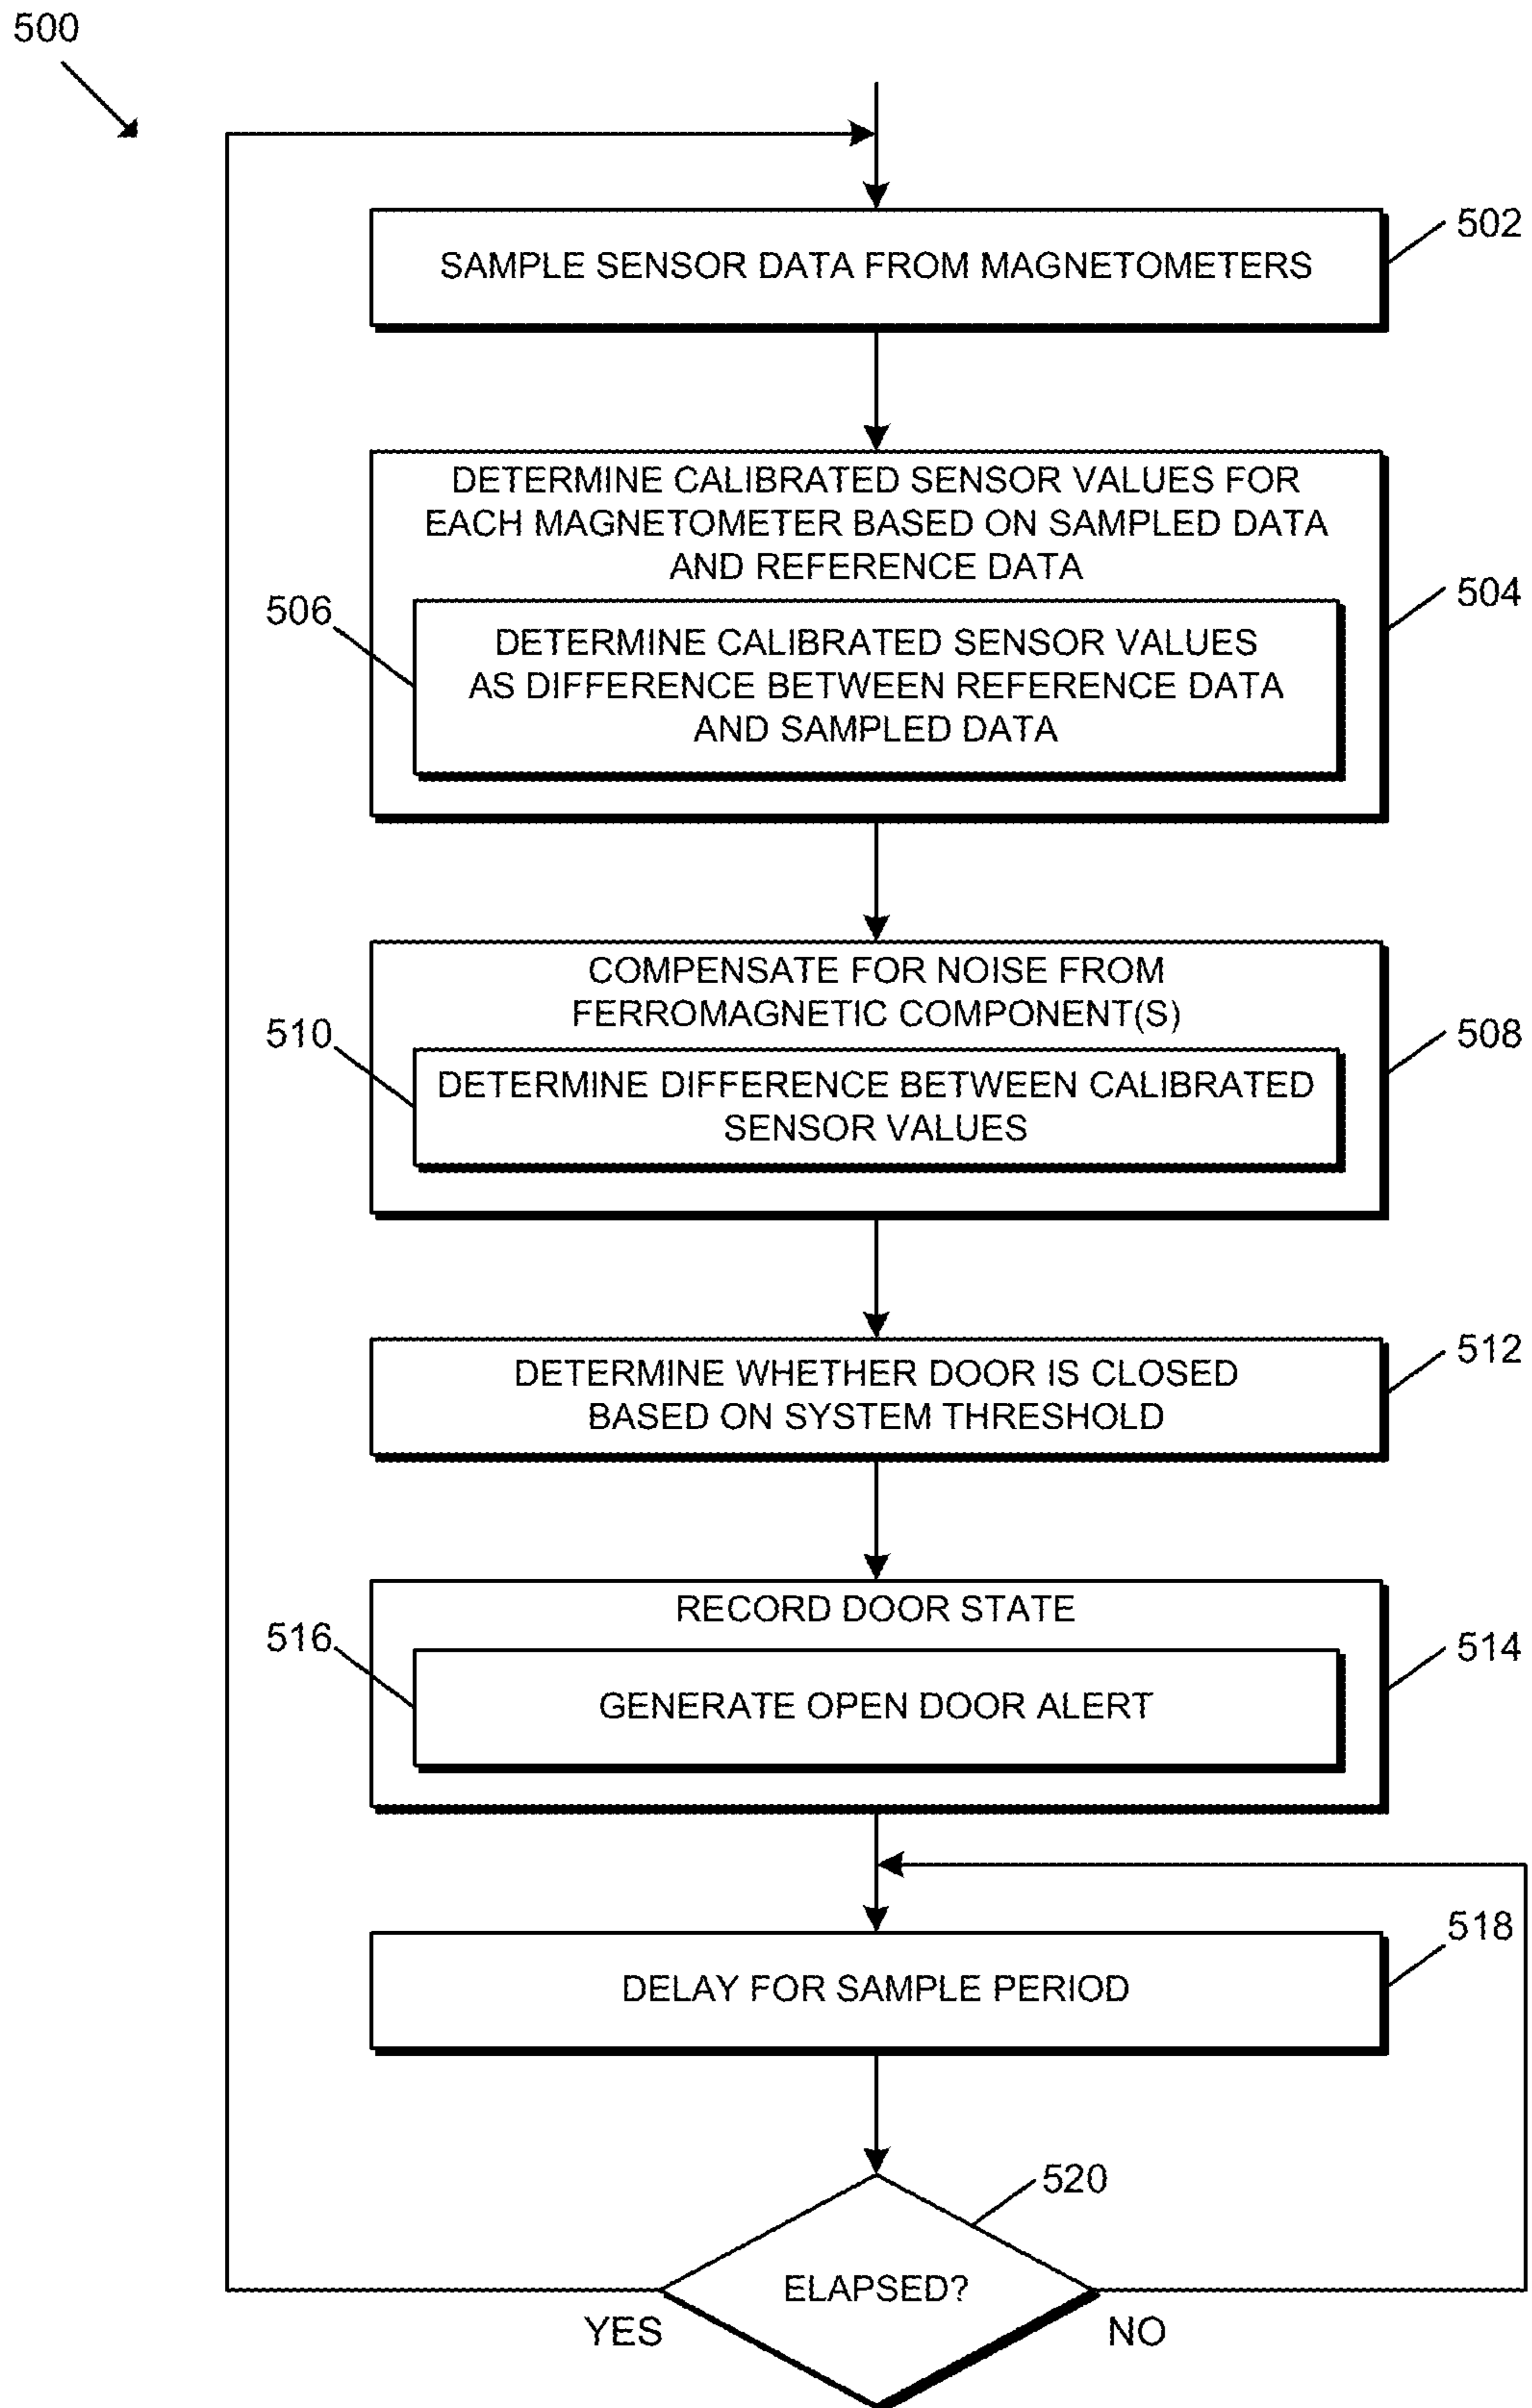 500
502
SAMPLE SENSOR DATA FROM MAGNETOMETERS
DETERMINE CALIBRATED SENSOR VALUES FOR
EACH MAGNETOMETER BASED ON SAMPLED DATA
AND REFERENCE DATA
504
506
DETERMINE CALIBRATED SENSOR VALUES
AS DIFFERENCE BETWEEN REFERENCE DATA
AND SAMPLED DATA
COMPENSATE FOR NOISE FROM
FERROMAGNETIC COMPONENT(S)
508
510
DETERMINE DIFFERENCE BETWEEN CALIBRATED
SENSOR VALUES
512
DETERMINE WHETHER DOOR IS CLOSED
BASED ON SYSTEM THRESHOLD
RECORD DOOR STATE
514
516
GENERATE OPEN DOOR ALERT
518
DELAY FOR SAMPLE PERIOD
520
ELAPSED?
YES
NO